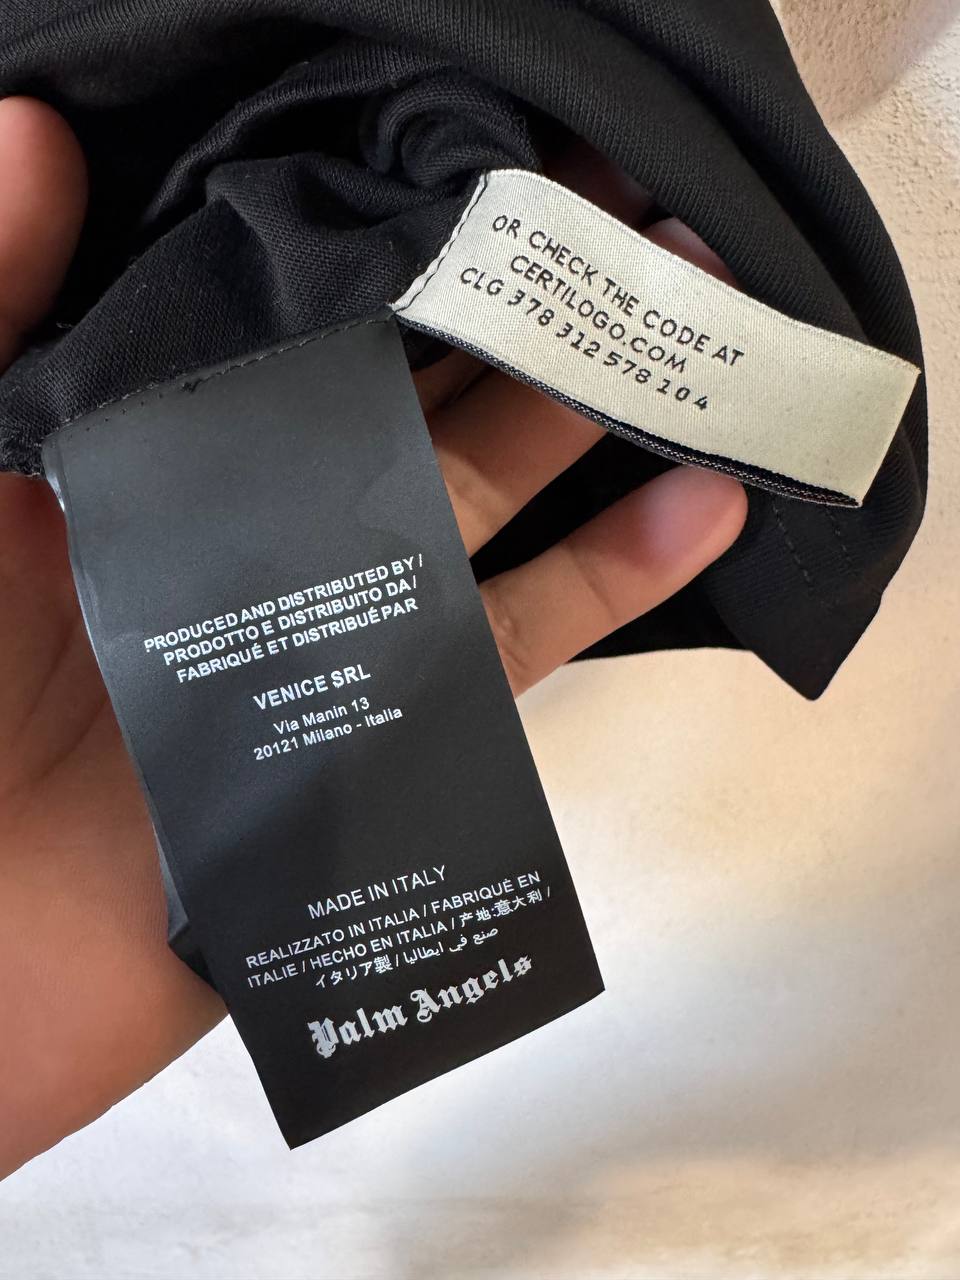 OR CHECK THE CODE AT
CERTILOGO.COM
CLG 378 312 578 104
PRODUCED AND DISTRIBUTED BY /
PRODOTTO E DISTRIBUITO DA /
FABRIQUÉ ET DISTRIBUÉ PAR
VENICE SRL
Via Manin 13
20121 Milano - Italia
MADE IN ITALY
REALIZZATO IN ITALIA / FABRIQUÉ EN
ITALIE / HECHO EN ITALIA / 产地:意大利 /
イタリア製 / صنع في ايطاليا
Palm Angels